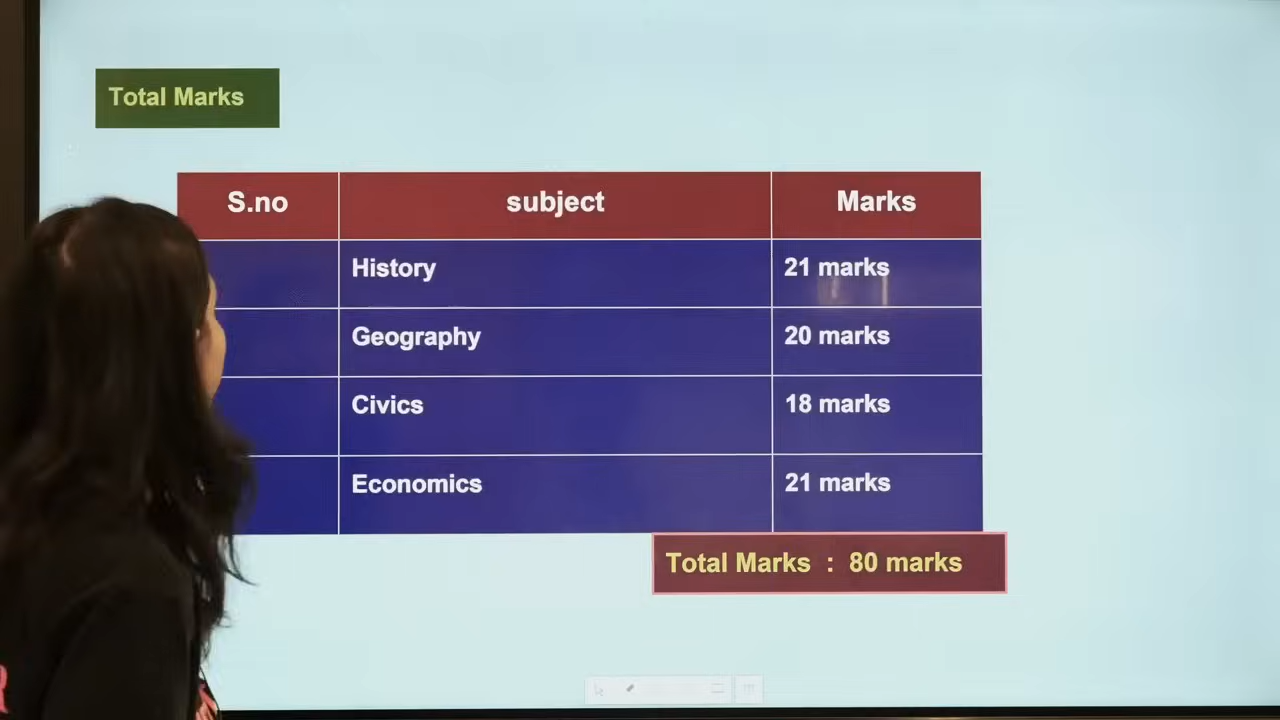 Total Marks
S.no subject Marks
History 21 marks
Geography 20 marks
Civics 18 marks
Economics 21 marks
Total Marks : 80 marks